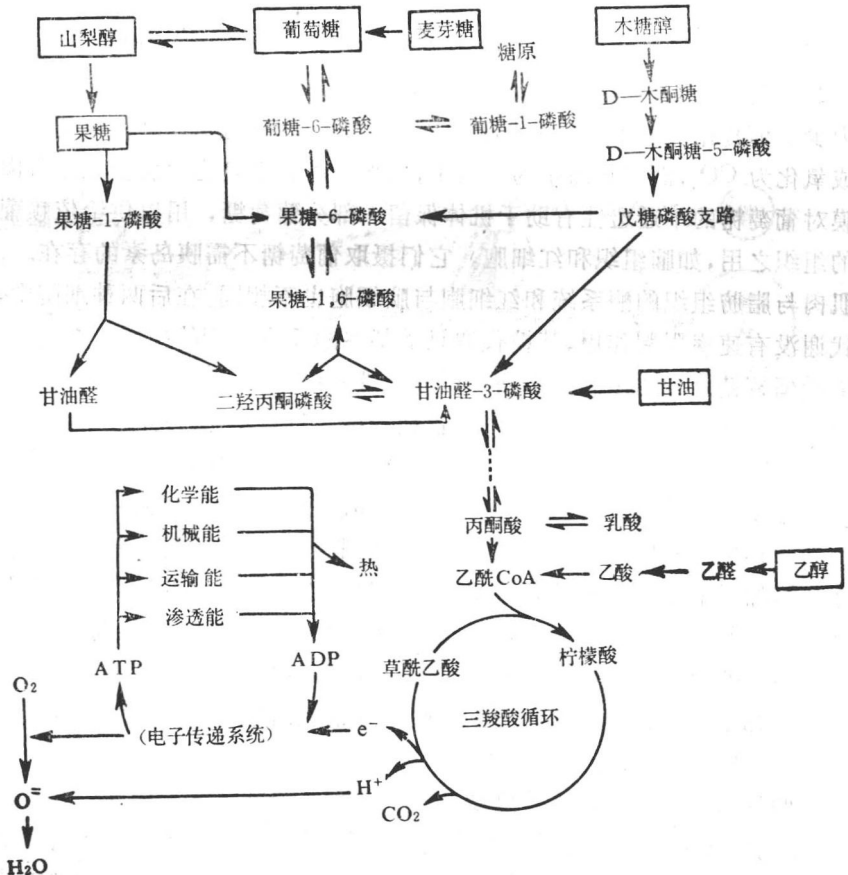 山梨醇
葡萄糖
麦芽糖
木糖醇
糖原
D—木酮糖
果糖
葡糖-6-磷酸
葡糖-1-磷酸
D—木酮糖-5-磷酸
果糖-1-磷酸
果糖-6-磷酸
戊糖磷酸支路
果糖-1,6-磷酸
甘油醛
二羟丙酮磷酸
甘油醛-3-磷酸
甘油
化学能
机械能
热
运输能
渗透能
丙酮酸
乳酸
乙酰CoA
乙酸
乙醛
乙醇
ATP
ADP
草酰乙酸
柠檬酸
三羧酸循环
O₂
(电子传递系统)
e⁻
H⁺
O⁼
CO₂
H₂O